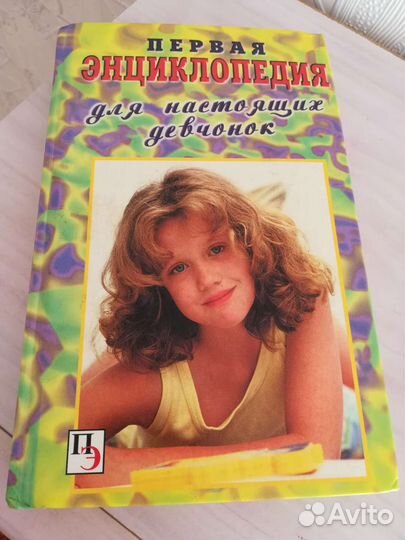 ПЕРВАЯ
ЭНЦИКЛОПЕДИЯ
для настоящих
девчонок
ПЭ
Avito